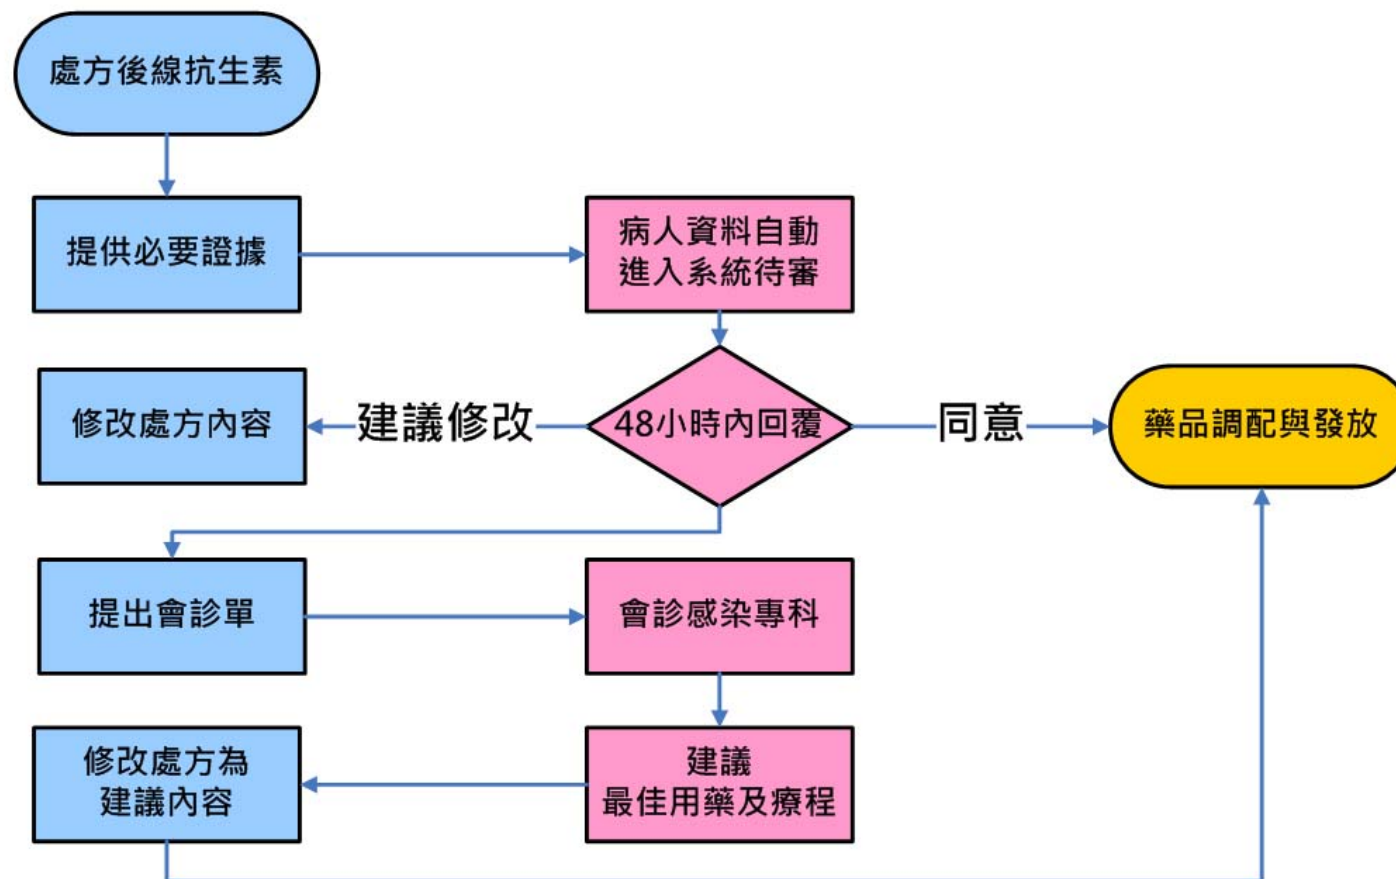 處方後線抗生素
提供必要證據
病人資料自動
進入系統待審
修改處方內容
建議修改
48小時內回覆
同意
藥品調配與發放
提出會診單
會診感染專科
修改處方為
建議內容
建議
最佳用藥及療程